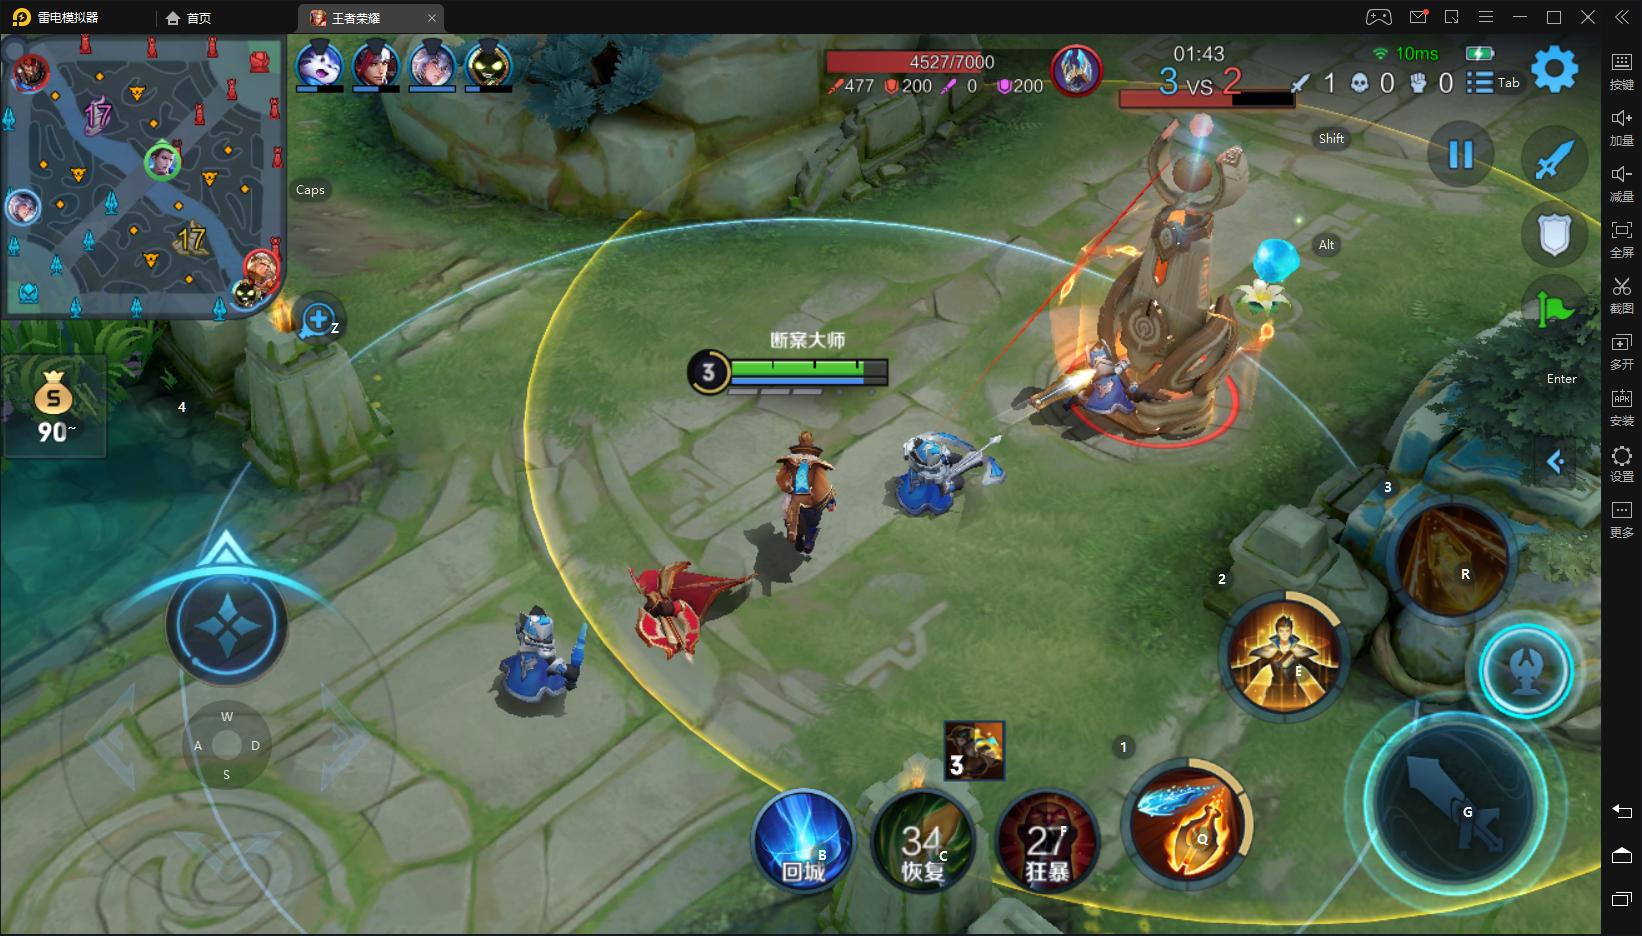 雷电模拟器
首页
王者荣耀
17
17
4527/7000
477 200 0 200
01:43
3 VS 2
10ms
1 0 0
Tab
Caps
Shift
Alt
Enter
Z
5
90~
4
断案大师
3
3
R
2
E
1
Q
G
W
A D
S
3
B
回城
34
C
恢复
27
F
狂暴
按键
加量
减量
全屏
截图
多开
APK
安装
设置
更多